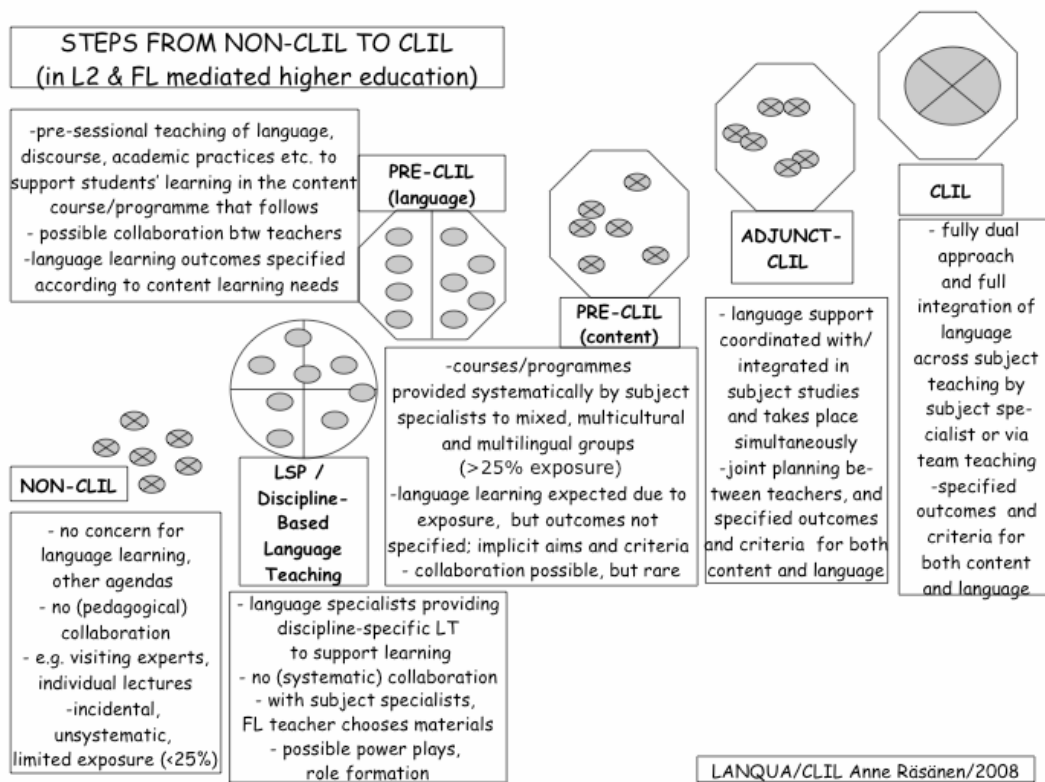 STEPS FROM NON-CLIL TO CLIL
(in L2 & FL mediated higher education)
-pre-sessional teaching of language,
discourse, academic practices etc. to
support students' learning in the content
course/programme that follows
- possible collaboration btw teachers
-language learning outcomes specified
according to content learning needs
PRE-CLIL
(language)
PRE-CLIL
(content)
ADJUNCT-
CLIL
CLIL
NON-CLIL
- no concern for
language learning,
other agendas
- no (pedagogical)
collaboration
- e.g. visiting experts,
individual lectures
-incidental,
unsystematic,
limited exposure (<25%)
LSP /
Discipline-
Based
Language
Teaching
- language specialists providing
discipline-specific LT
to support learning
- no (systematic) collaboration
- with subject specialists,
FL teacher chooses materials
- possible power plays,
role formation
-courses/programmes
provided systematically by subject
specialists to mixed, multicultural
and multilingual groups
(>25% exposure)
-language learning expected due to
exposure, but outcomes not
specified; implicit aims and criteria
- collaboration possible, but rare
- language support
coordinated with/
integrated in
subject studies
and takes place
simultaneously
-joint planning be-
tween teachers, and
specified outcomes
and criteria for both
content and language
- fully dual
approach
and full
integration of
language
across subject
teaching by
subject spe-
cialist or via
team teaching
-specified
outcomes and
criteria for
both content
and language
LANQUA/CLIL Anne Räsänen/2008